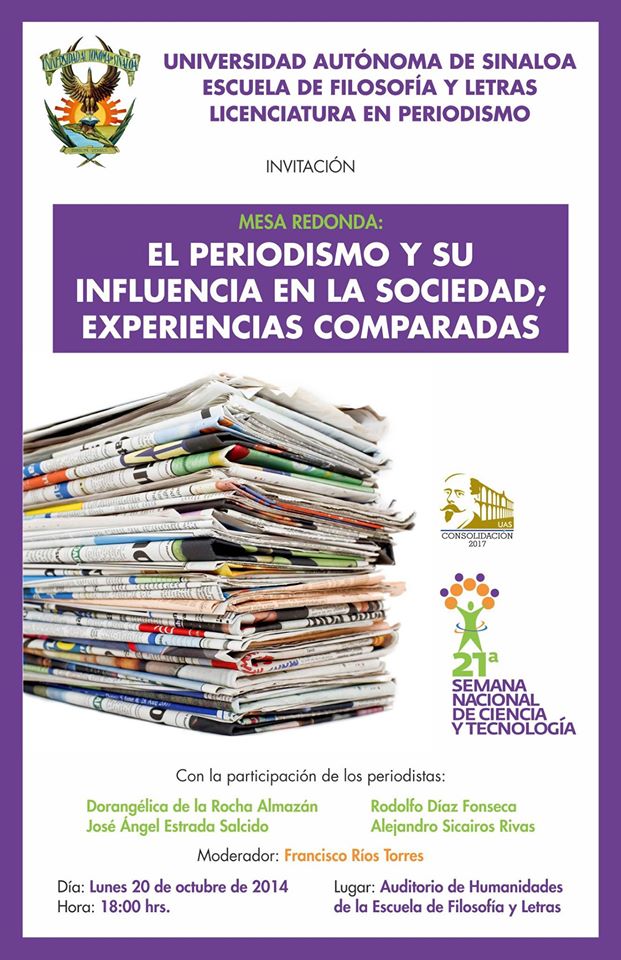 UNIVERSIDAD AUTÓNOMA DE SINALOA
ESCUELA DE FILOSOFÍA Y LETRAS
LICENCIATURA EN PERIODISMO
UNIVERSIDAD AUTÓNOMA DE SINALOA
INVITACIÓN
MESA REDONDA:
EL PERIODISMO Y SU
INFLUENCIA EN LA SOCIEDAD;
EXPERIENCIAS COMPARADAS
UAS
CONSOLIDACIÓN
2017
21ª
SEMANA
NACIONAL
DE CIENCIA
Y TECNOLOGÍA
Con la participación de los periodistas:
Dorangélica de la Rocha Almazán
Rodolfo Díaz Fonseca
José Ángel Estrada Salcido
Alejandro Sicairos Rivas
Moderador: Francisco Ríos Torres
Día: Lunes 20 de octubre de 2014
Hora: 18:00 hrs.
Lugar: Auditorio de Humanidades
de la Escuela de Filosofía y Letras